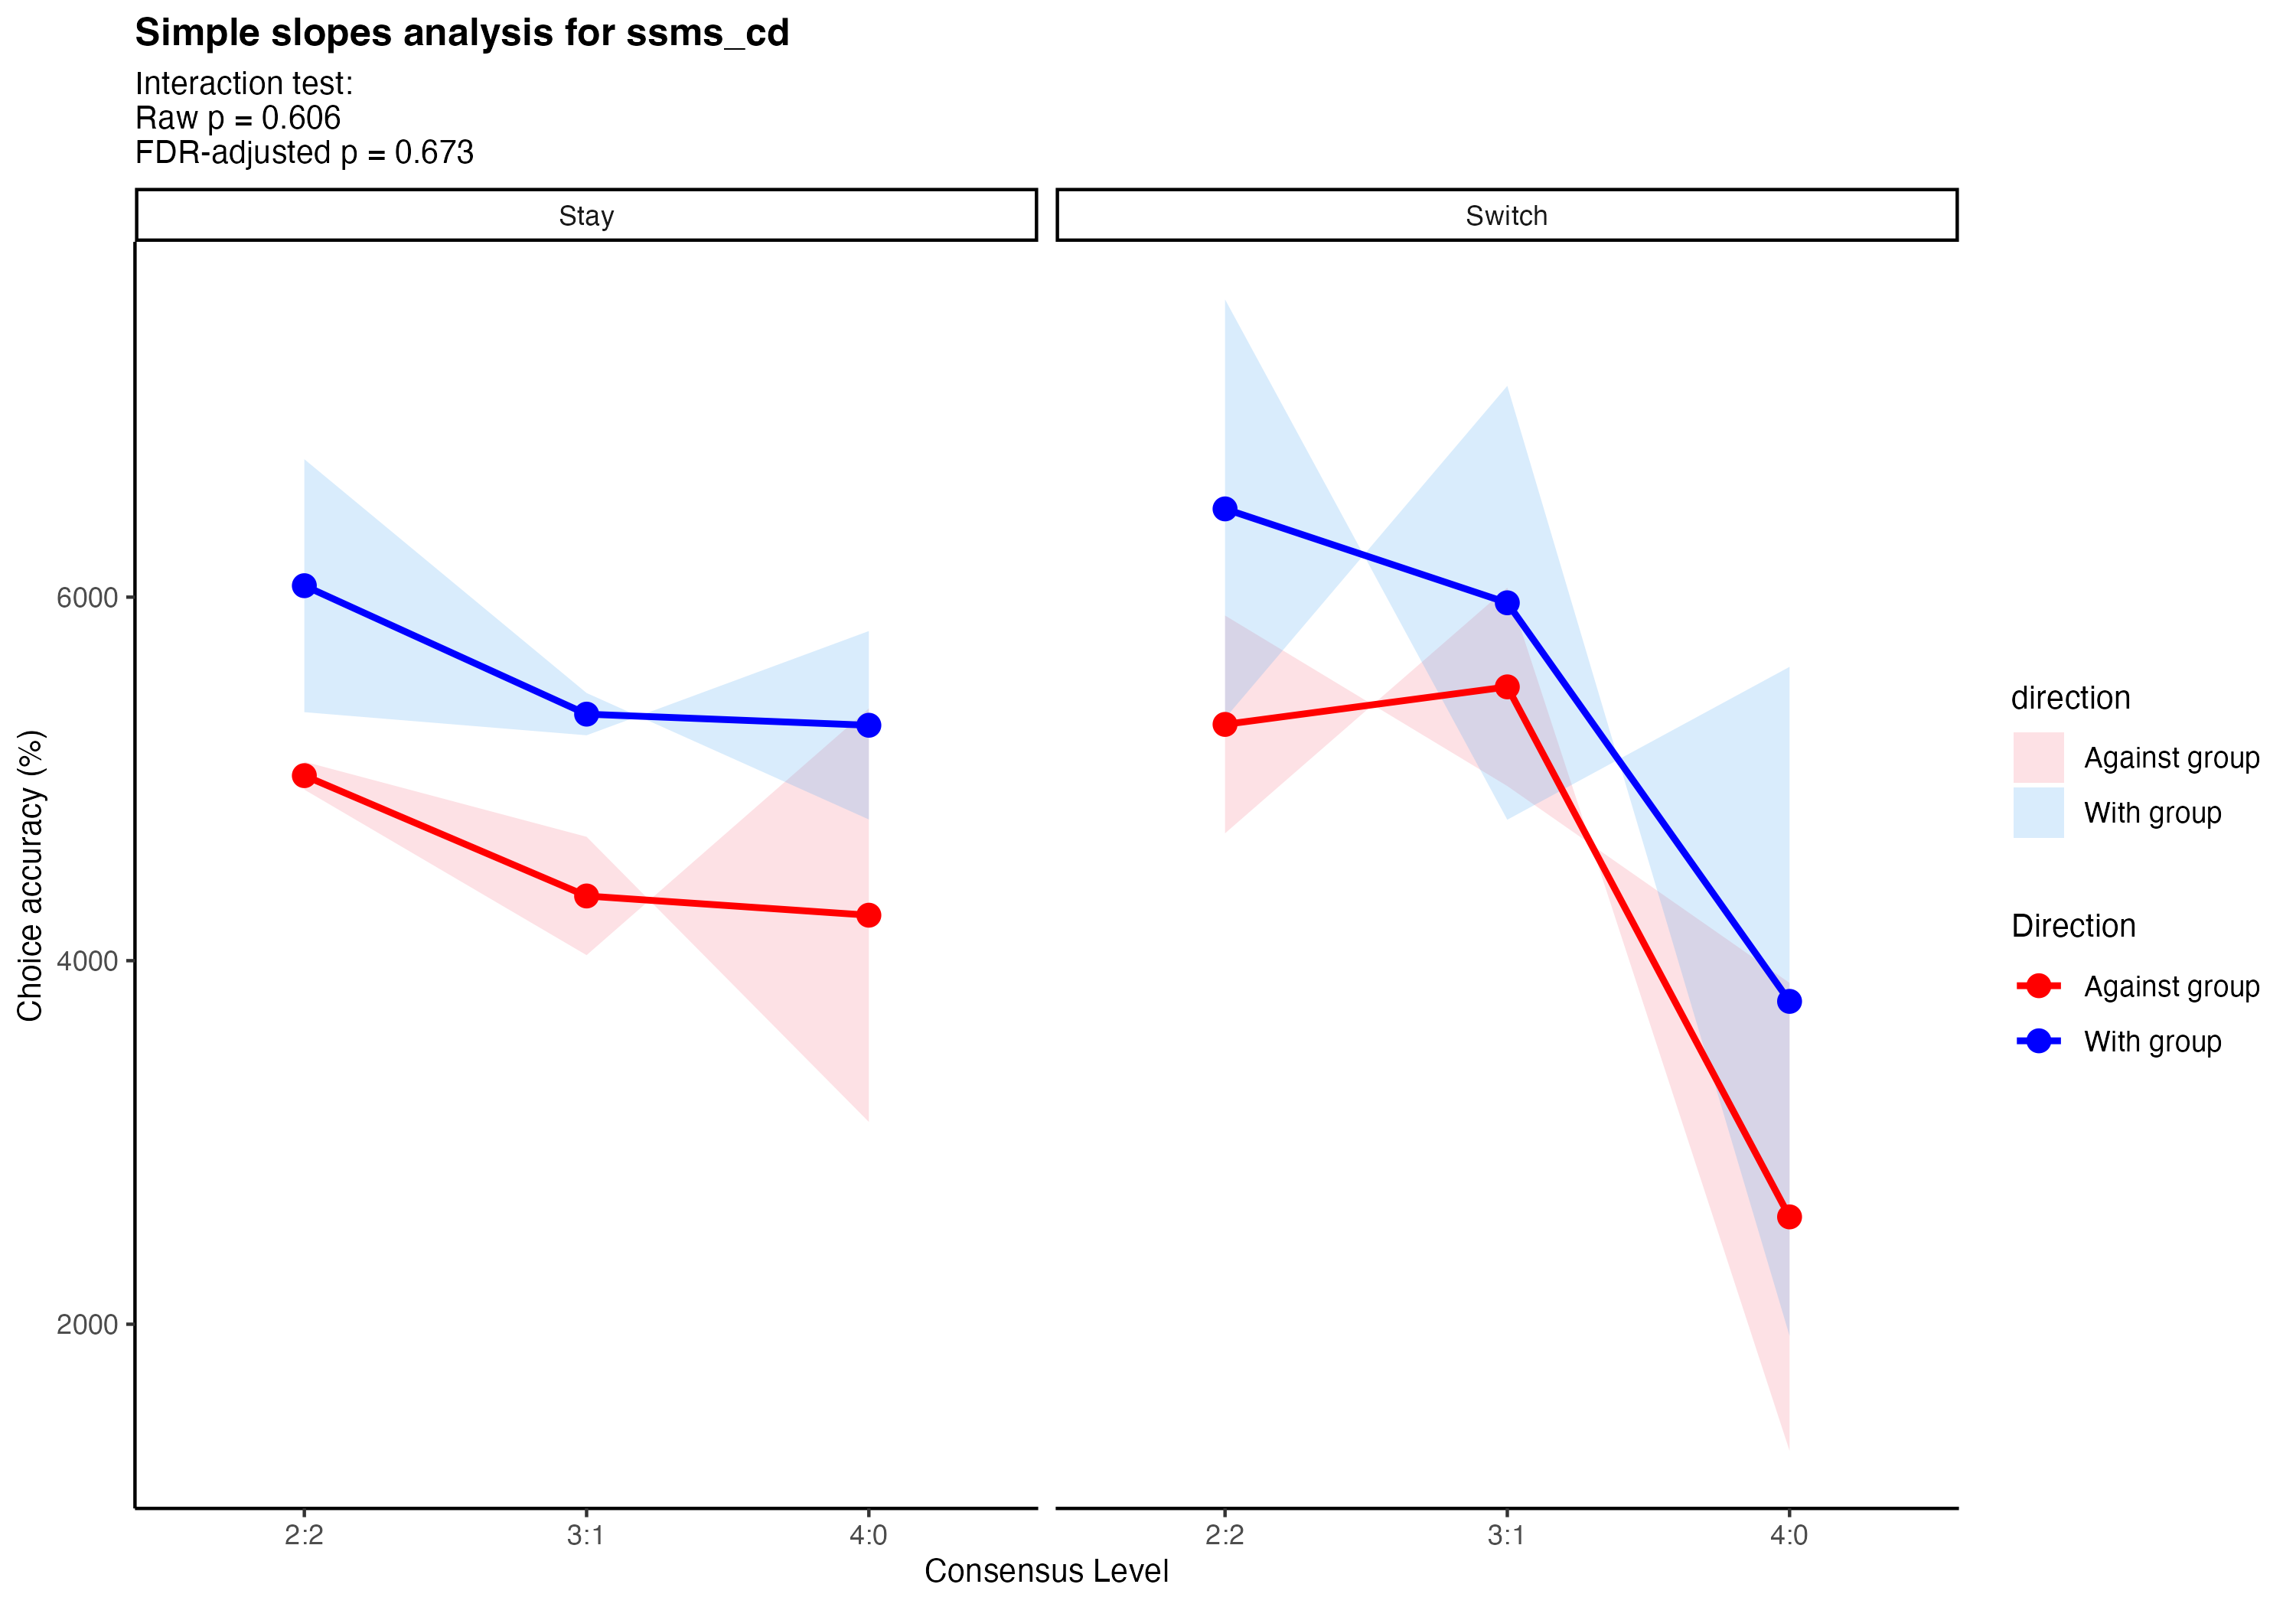 Simple slopes analysis for ssms_cd
Interaction test:
Raw p = 0.606
FDR-adjusted p = 0.673
Stay
Switch
Choice accuracy (%)
6000
4000
2000
2:2
3:1
4:0
2:2
3:1
4:0
Consensus Level
direction
Against group
With group
Direction
Against group
With group